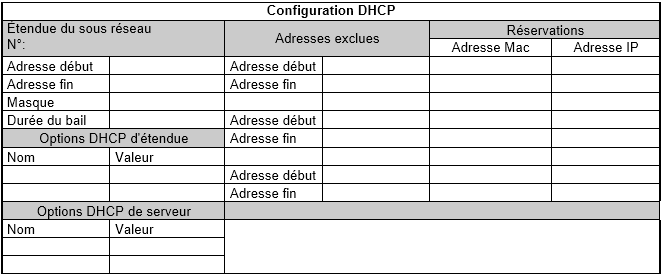 Configuration DHCP
Étendue du sous réseau
N°:
Adresses exclues
Réservations
Adresse Mac
Adresse IP
Adresse début
Adresse début
Adresse fin
Adresse fin
Masque
Durée du bail
Adresse début
Options DHCP d'étendue
Adresse fin
Nom
Valeur
Adresse début
Adresse fin
Options DHCP de serveur
Nom
Valeur